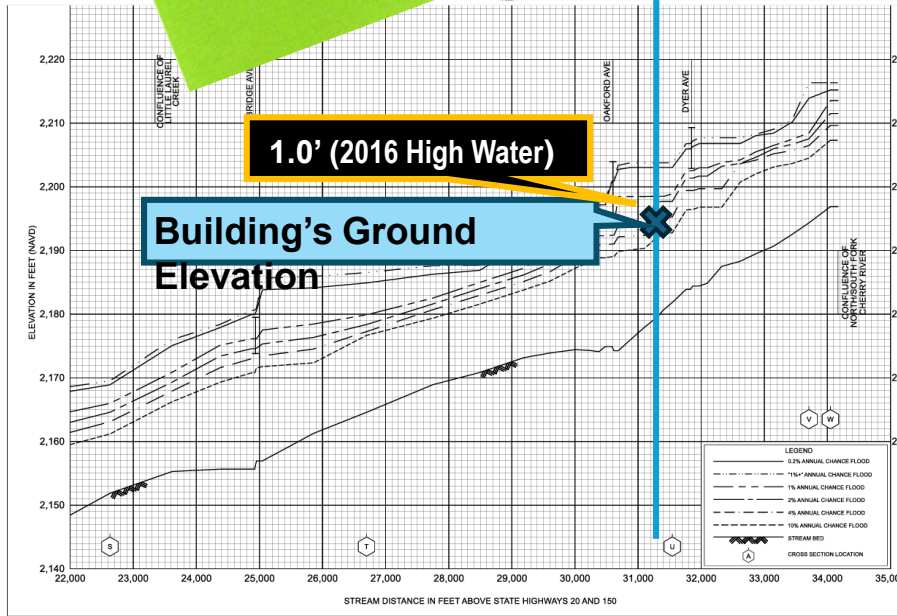 2,220
2,210
2,200
2,190
2,180
2,170
2,160
2,150
2,140
ELEVATION IN FEET (NAVD)
CONFLUENCE OF
LITTLE LAUREL
CREEK
BRIDGE AVE
OAKFORD AVE
DYER AVE
1.0’ (2016 High Water)
Building’s Ground
Elevation
CONFLUENCE OF
NORTH/SOUTH FORK
CHERRY RIVER
S
T
U
V
W
LEGEND
0.2% ANNUAL CHANCE FLOOD
"1%+" ANNUAL CHANCE FLOOD
1% ANNUAL CHANCE FLOOD
2% ANNUAL CHANCE FLOOD
4% ANNUAL CHANCE FLOOD
10% ANNUAL CHANCE FLOOD
STREAM BED
A CROSS SECTION LOCATION
22,000 23,000 24,000 25,000 26,000 27,000 28,000 29,000 30,000 31,000 32,000 33,000 34,000
STREAM DISTANCE IN FEET ABOVE STATE HIGHWAYS 20 AND 150